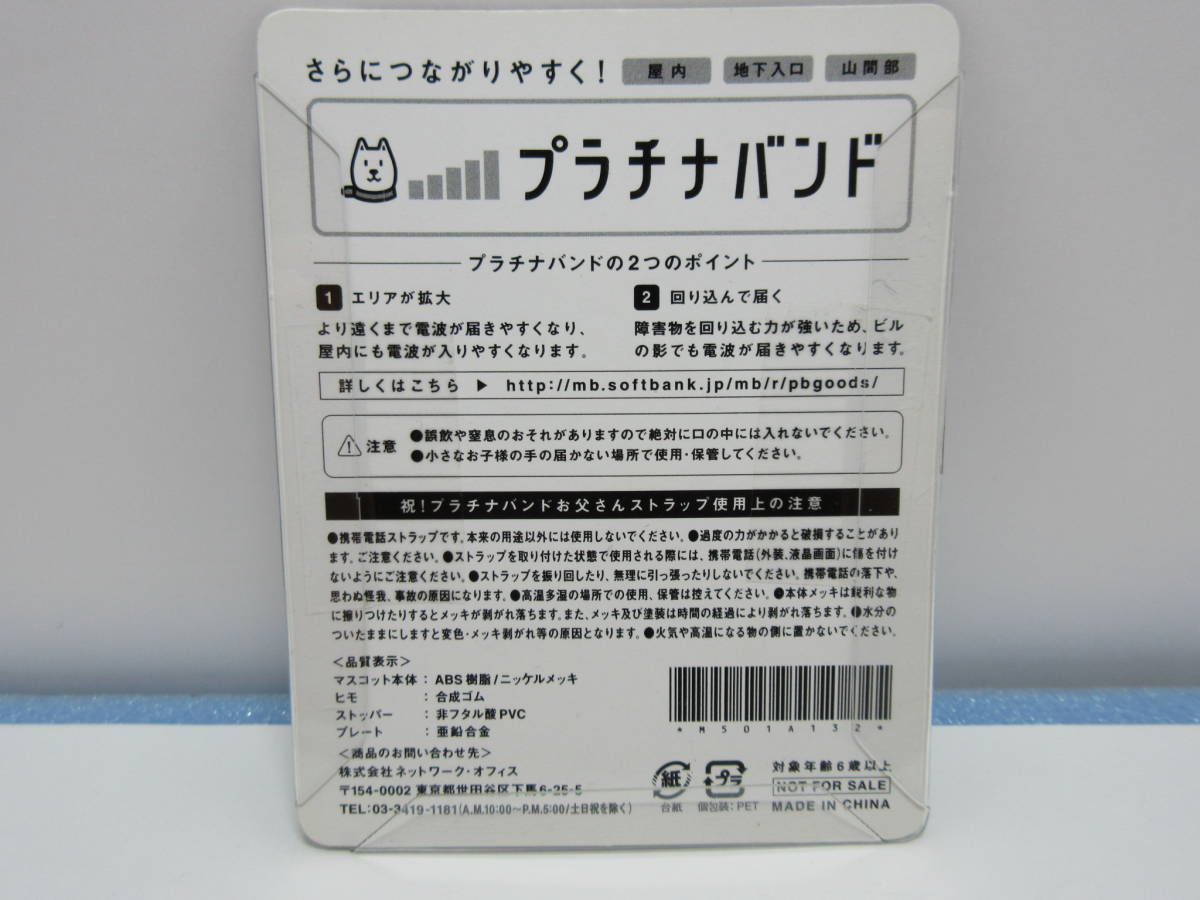 さらにつながりやすく！ 屋内 地下入口 山間部
プラチナバンド
プラチナバンドの2つのポイント
1 エリアが拡大
より遠くまで電波が届きやすくなり、
屋内にも電波が入りやすくなります。
2 回り込んで届く
障害物を回り込む力が強いため、ビル
の影でも電波が届きやすくなります。
詳しくはこちら ▶ http://mb.softbank.jp/mb/r/pbgoods/
注意
●誤飲や窒息のおそれがありますので絶対に口の中には入れないでください。
●小さなお子様の手の届かない場所で使用・保管してください。
祝！プラチナバンドお父さんストラップ使用上の注意
●携帯電話ストラップです。本来の用途以外には使用しないでください。●過度の力がかかると破損することがあり
ます。ご注意ください。●ストラップを取り付けた状態で使用される際には、携帯電話（外装、液晶画面）に傷を付け
ないようにご注意ください。●ストラップを振り回したり、無理に引っ張ったりしないでください。携帯電話の落下や、
思わぬ怪我、事故の原因になります。●高温多湿の場所での使用、保管は控えてください。●本体メッキは鋭利な物
に擦りつけたりするとメッキが剥がれ落ちます。また、メッキ及び塗装は時間の経過により剥がれ落ちます。●水分の
ついたままにしますと変色・メッキ剥がれ等の原因となります。●火気や高温になる物の側に置かないでください。
＜品質表示＞
マスコット本体：ABS樹脂/ニッケルメッキ
ヒモ：合成ゴム
ストッパー：非フタル酸PVC
プレート：亜鉛合金
＜商品のお問い合わせ先＞
株式会社ネットワーク・オフィス
〒154-0002 東京都世田谷区下馬6-25-5
TEL:03-3419-1181（A.M.10:00〜P.M.5:00/土日祝を除く）
*M501A132*
紙
台紙
プラ
個包装：PET
対象年齢6歳以上
NOT FOR SALE
MADE IN CHINA